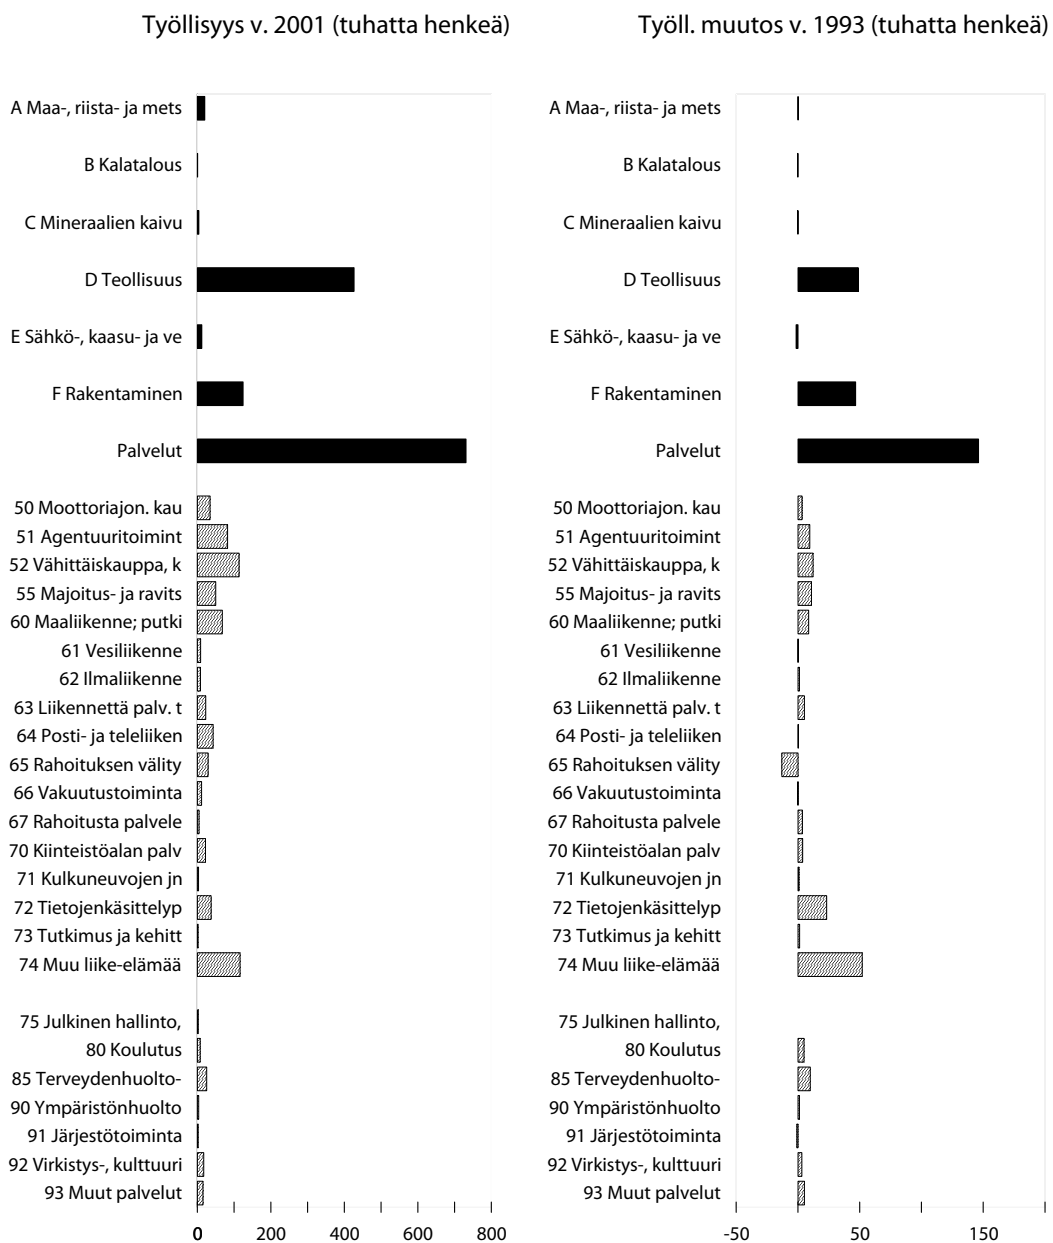 Työllisyys v. 2001 (tuhatta henkeä)
A Maa-, riista- ja mets
B Kalatalous
C Mineraalien kaivu
D Teollisuus
E Sähkö-, kaasu- ja ve
F Rakentaminen
Palvelut
50 Moottoriajon. kau
51 Agentuuritoimint
52 Vähittäiskauppa, k
55 Majoitus- ja ravits
60 Maaliikenne; putki
61 Vesiliikenne
62 Ilmaliikenne
63 Liikennettä palv. t
64 Posti- ja teleliiken
65 Rahoituksen välity
66 Vakuutustoiminta
67 Rahoitusta palvele
70 Kiinteistöalan palv
71 Kulkuneuvojen jn
72 Tietojenkäsittelyp
73 Tutkimus ja kehitt
74 Muu liike-elämää
75 Julkinen hallinto,
80 Koulutus
85 Terveydenhuolto-
90 Ympäristönhuolto
91 Järjestötoiminta
92 Virkistys-, kulttuuri
93 Muut palvelut
0 200 400 600 800
Työll. muutos v. 1993 (tuhatta henkeä)
A Maa-, riista- ja mets
B Kalatalous
C Mineraalien kaivu
D Teollisuus
E Sähkö-, kaasu- ja ve
F Rakentaminen
Palvelut
50 Moottoriajon. kau
51 Agentuuritoimint
52 Vähittäiskauppa, k
55 Majoitus- ja ravits
60 Maaliikenne; putki
61 Vesiliikenne
62 Ilmaliikenne
63 Liikennettä palv. t
64 Posti- ja teleliiken
65 Rahoituksen välity
66 Vakuutustoiminta
67 Rahoitusta palvele
70 Kiinteistöalan palv
71 Kulkuneuvojen jn
72 Tietojenkäsittelyp
73 Tutkimus ja kehitt
74 Muu liike-elämää
75 Julkinen hallinto,
80 Koulutus
85 Terveydenhuolto-
90 Ympäristönhuolto
91 Järjestötoiminta
92 Virkistys-, kulttuuri
93 Muut palvelut
-50 50 150